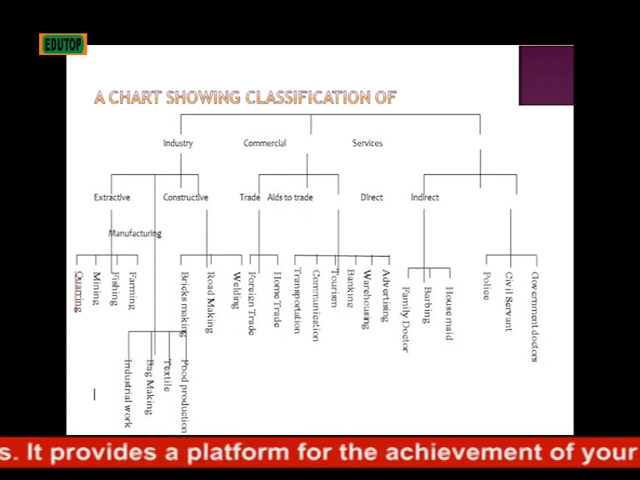 EDUTOP
A CHART SHOWING CLASSIFICATION OF
Industry Commercial Services
Extractive Constructive Trade Aids to trade Direct Indirect
Manufacturing
Quarring
Mining
Fishing
Farming
Bricks making
Road Making
Welding
Foreign Trade
Home Trade
Transportation
Communication
Tourism
Banking
Warehousing
Advertising
Family Doctor
Barbing
House maid
Police
Civil Servant
Government doctors
Industrial work
Bag Making
Textile
Food production
s. It provides a platform for the achievement of your